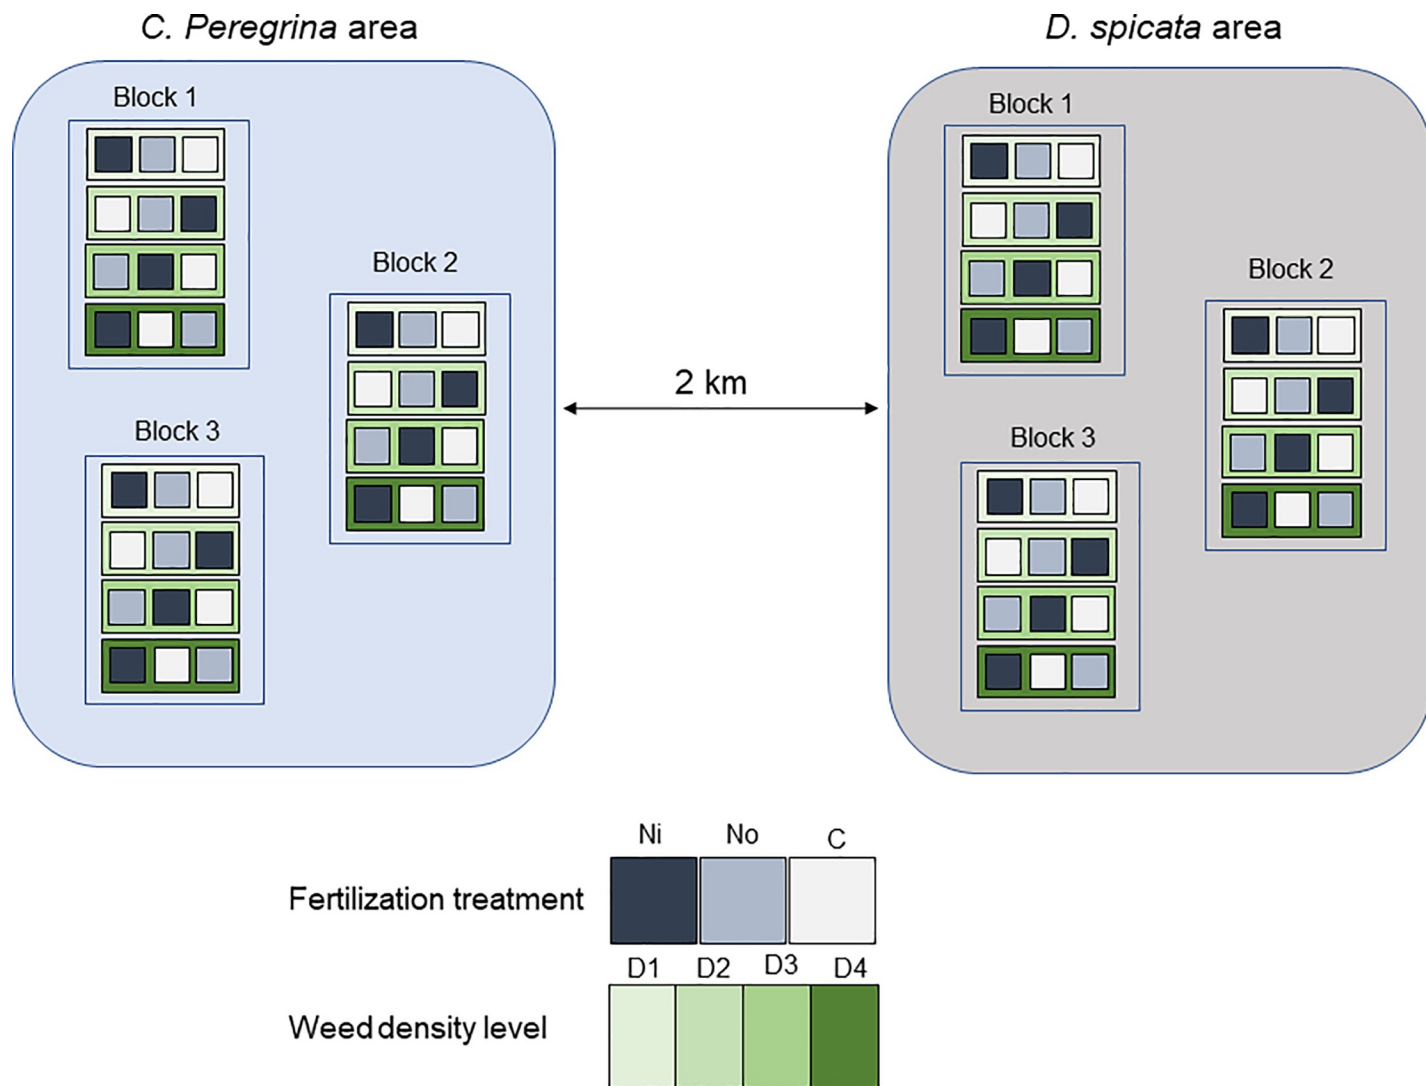 C. Peregrina area
D. spicata area
Block 1
Block 2
Block 3
2 km
Block 1
Block 2
Block 3
Ni No C
Fertilization treatment
D1 D2 D3 D4
Weed density level